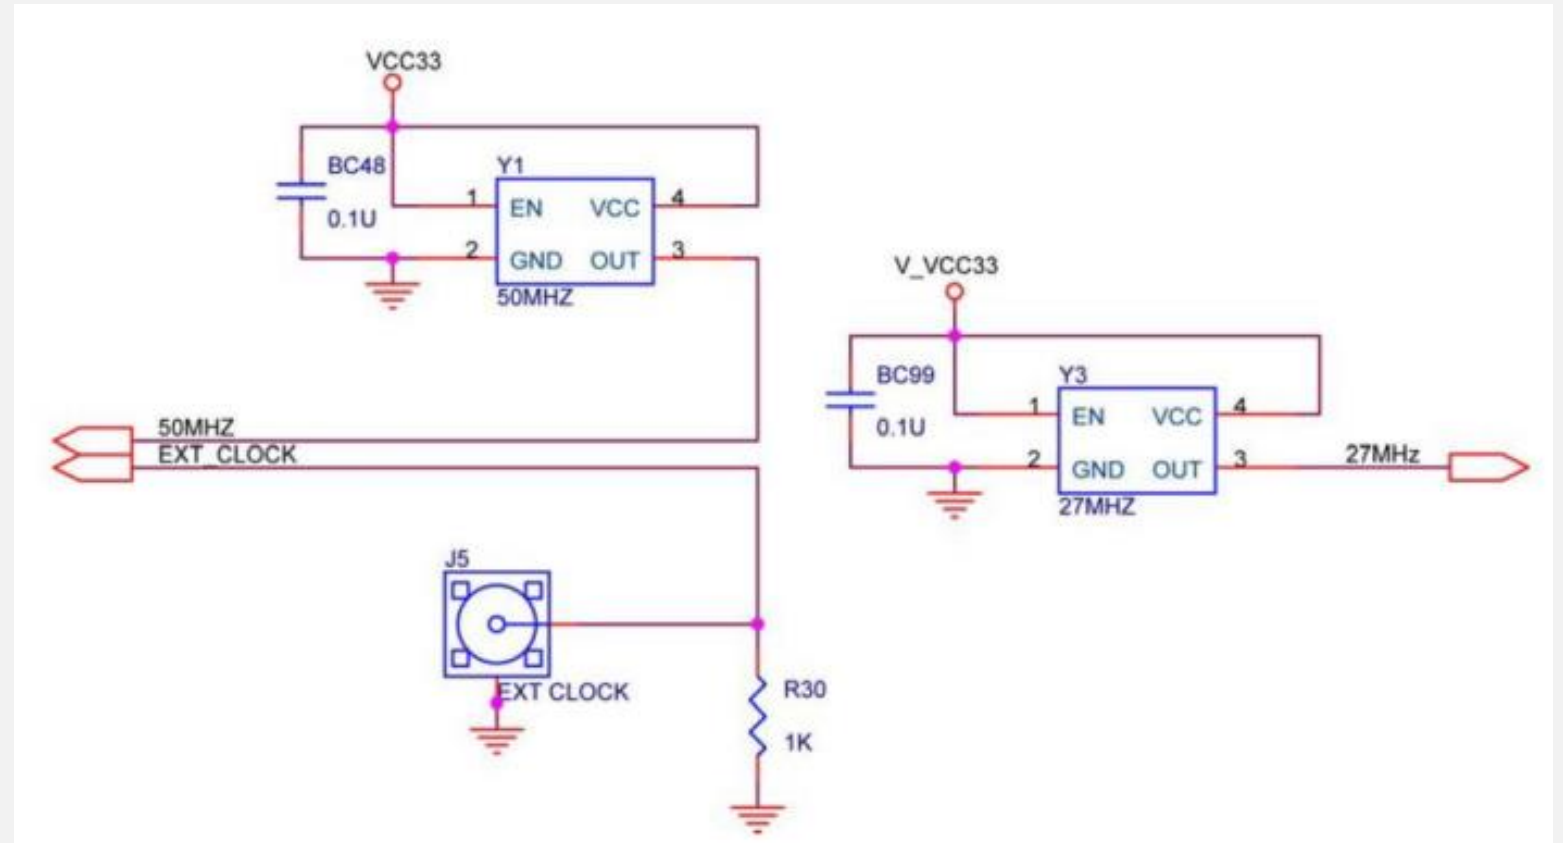 VCC33
BC48
0.1U
Y1
1
EN
VCC
4
2
GND
OUT
3
50MHZ
V_VCC33
BC99
0.1U
Y3
1
EN
VCC
4
2
GND
OUT
3
27MHZ
27MHz
50MHZ
EXT_CLOCK
J5
EXT CLOCK
R30
1K